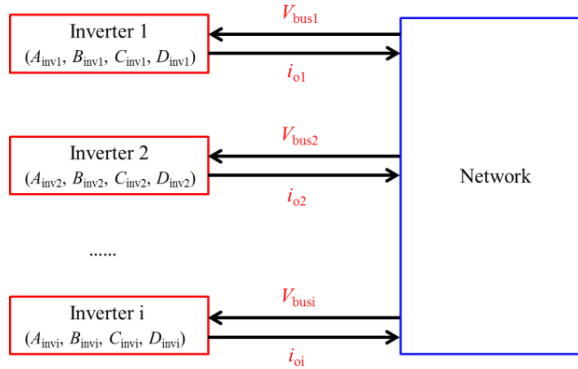 Inverter 1
(Ainv1, Binv1, Cinv1, Dinv1)
Vbus1
io1
Inverter 2
(Ainv2, Binv2, Cinv2, Dinv2)
Vbus2
io2
Network
......
Inverter i
(Ainvi, Binvi, Cinvi, Dinvi)
Vbusi
ioi